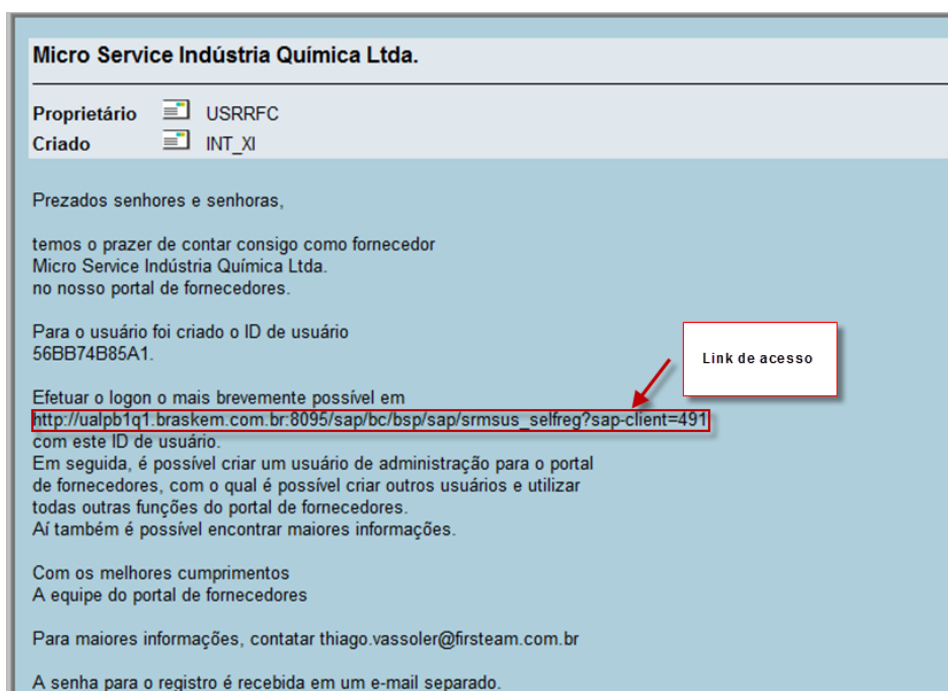 Micro Service Indústria Química Ltda.
Proprietário USRRFC
Criado INT_XI
Prezados senhores e senhoras,
temos o prazer de contar consigo como fornecedor
Micro Service Indústria Química Ltda.
no nosso portal de fornecedores.
Para o usuário foi criado o ID de usuário
56BB74B85A1.
Link de acesso
Efetuar o logon o mais brevemente possível em
http://ualpb1q1.braskem.com.br:8095/sap/bc/bsp/sap/srmsus_selfreg?sap-client=491
com este ID de usuário.
Em seguida, é possível criar um usuário de administração para o portal
de fornecedores, com o qual é possível criar outros usuários e utilizar
todas outras funções do portal de fornecedores.
Aí também é possível encontrar maiores informações.
Com os melhores cumprimentos
A equipe do portal de fornecedores
Para maiores informações, contatar thiago.vassoler@firsteam.com.br
A senha para o registro é recebida em um e-mail separado.